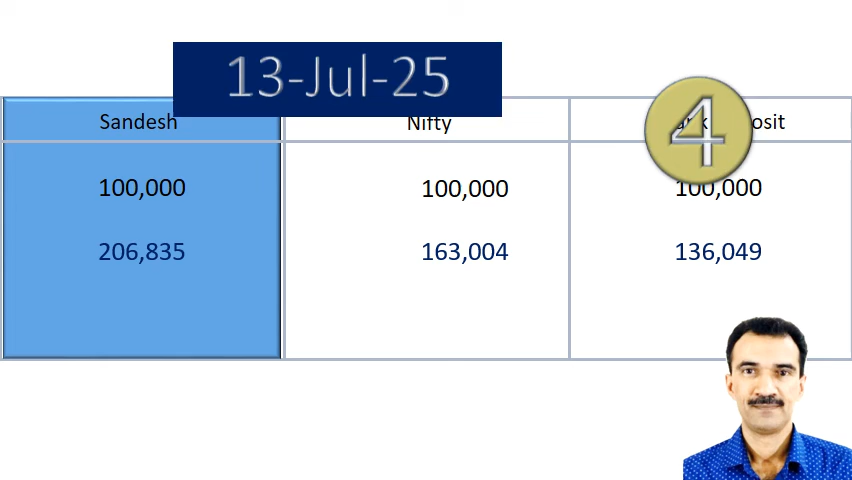 13-Jul-25
4
Sandesh Nifty
100,000 100,000 100,000
206,835 163,004 136,049